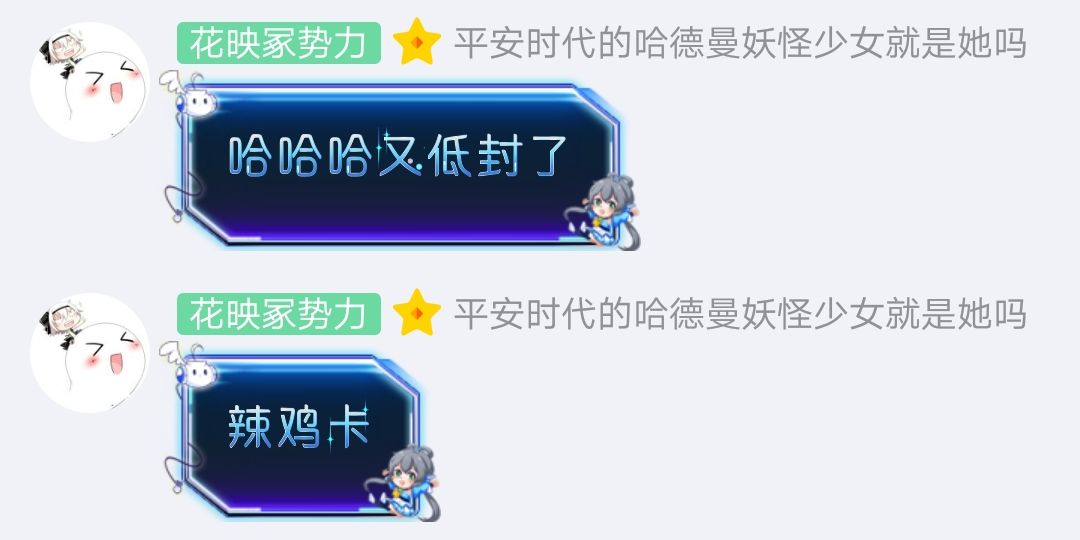 花映冢势力 平安时代的哈德曼妖怪少女就是她吗
哈哈哈又低封了
花映冢势力 平安时代的哈德曼妖怪少女就是她吗
辣鸡卡